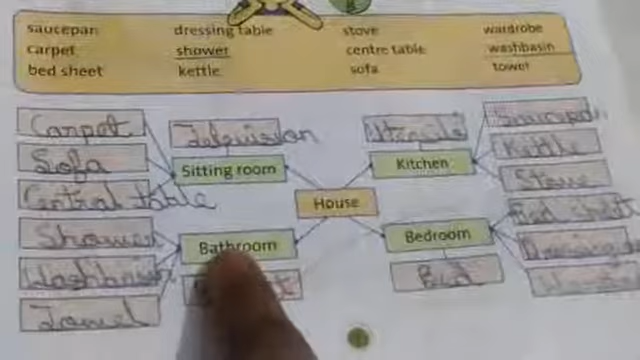 saucepan dressing table stove wardrobe
carpet shower centre table washbasin
bed sheet kettle sofa towel
Carpet Television Utensils Saucepan
Sofa Sitting room Kitchen Kettle
Central table House Stove
Shower Bathroom Bedroom Bed sheet
Washbasin Bed Dressing
Towel